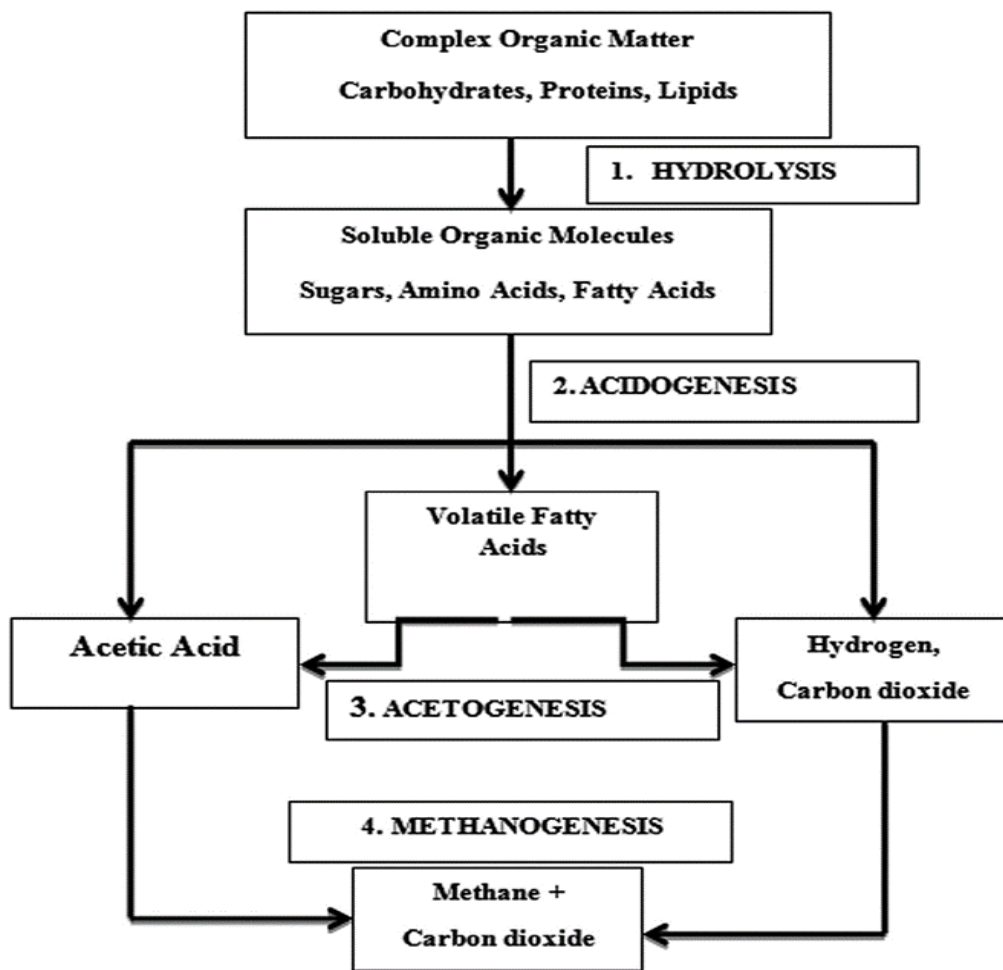 Complex Organic Matter
Carbohydrates, Proteins, Lipids
1. HYDROLYSIS
Soluble Organic Molecules
Sugars, Amino Acids, Fatty Acids
2. ACIDOGENESIS
Volatile Fatty
Acids
Acetic Acid
Hydrogen,
Carbon dioxide
3. ACETOGENESIS
4. METHANOGENESIS
Methane +
Carbon dioxide